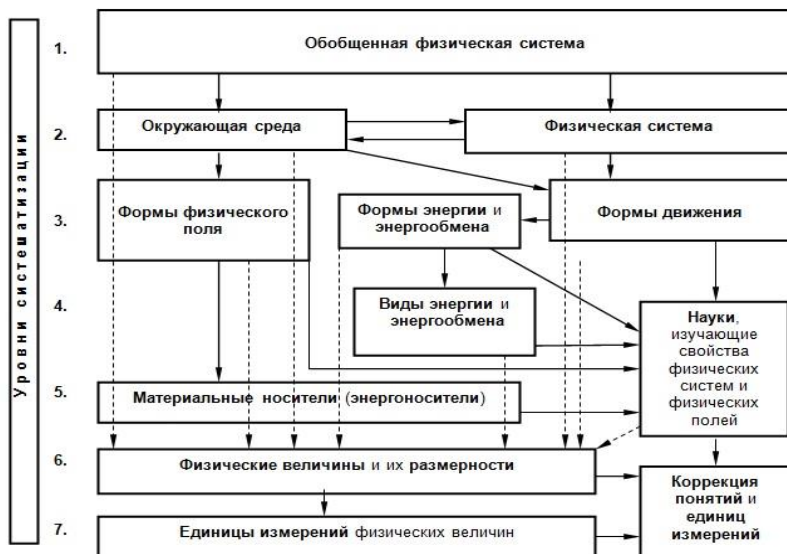 Уровни систематизации
1.
Обобщенная физическая система
2.
Окружающая среда
Физическая система
3.
Формы физического
поля
Формы энергии и
энергообмена
Формы движения
4.
Виды энергии и
энергообмена
Науки,
изучающие
свойства
физических
систем и
физических
полей
5.
Материальные носители (энергоносители)
6.
Физические величины и их размерности
Коррекция
понятий и
единиц
измерений
7.
Единицы измерений физических величин